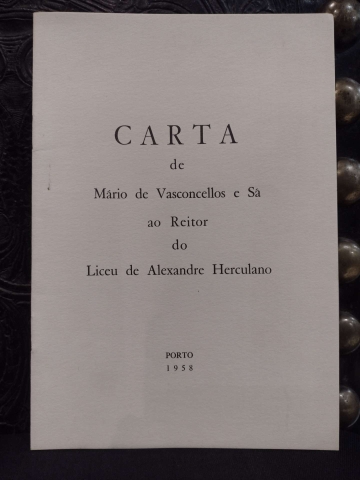 CARTA
de
Mário de Vasconcellos e Sá
ao Reitor
do
Liceu de Alexandre Herculano
PORTO
1958